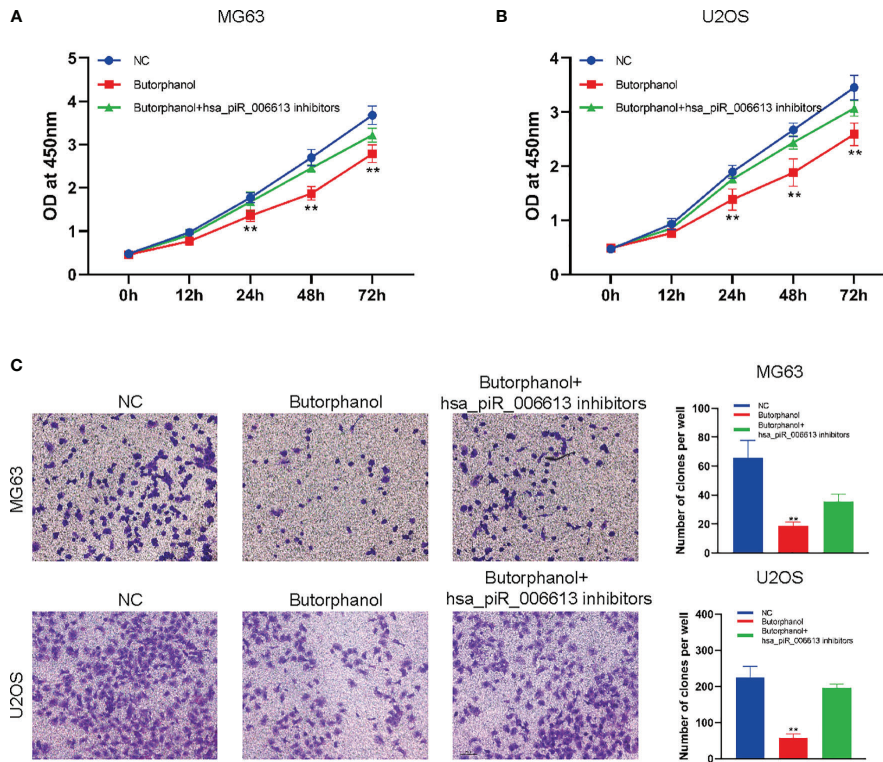 A
MG63
NC
Butorphanol
Butorphanol+hsa_piR_006613 inhibitors
OD at 450nm
5
4
3
2
1
0
**
**
**
0h
12h
24h
48h
72h
B
U2OS
NC
Butorphanol
Butorphanol+hsa_piR_006613 inhibitors
OD at 450nm
4
3
2
1
0
**
**
**
0h
12h
24h
48h
72h
C
NC
Butorphanol
Butorphanol+
hsa_piR_006613 inhibitors
MG63
MG63
NC
Butorphanol
Butorphanol+
hsa_piR_006613 inhibitors
Number of clones per well
100
80
60
40
20
0
**
NC
Butorphanol
Butorphanol+
hsa_piR_006613 inhibitors
U2OS
U2OS
NC
Butorphanol
Butorphanol+
hsa_piR_006613 inhibitors
Number of clones per well
400
300
200
100
0
**